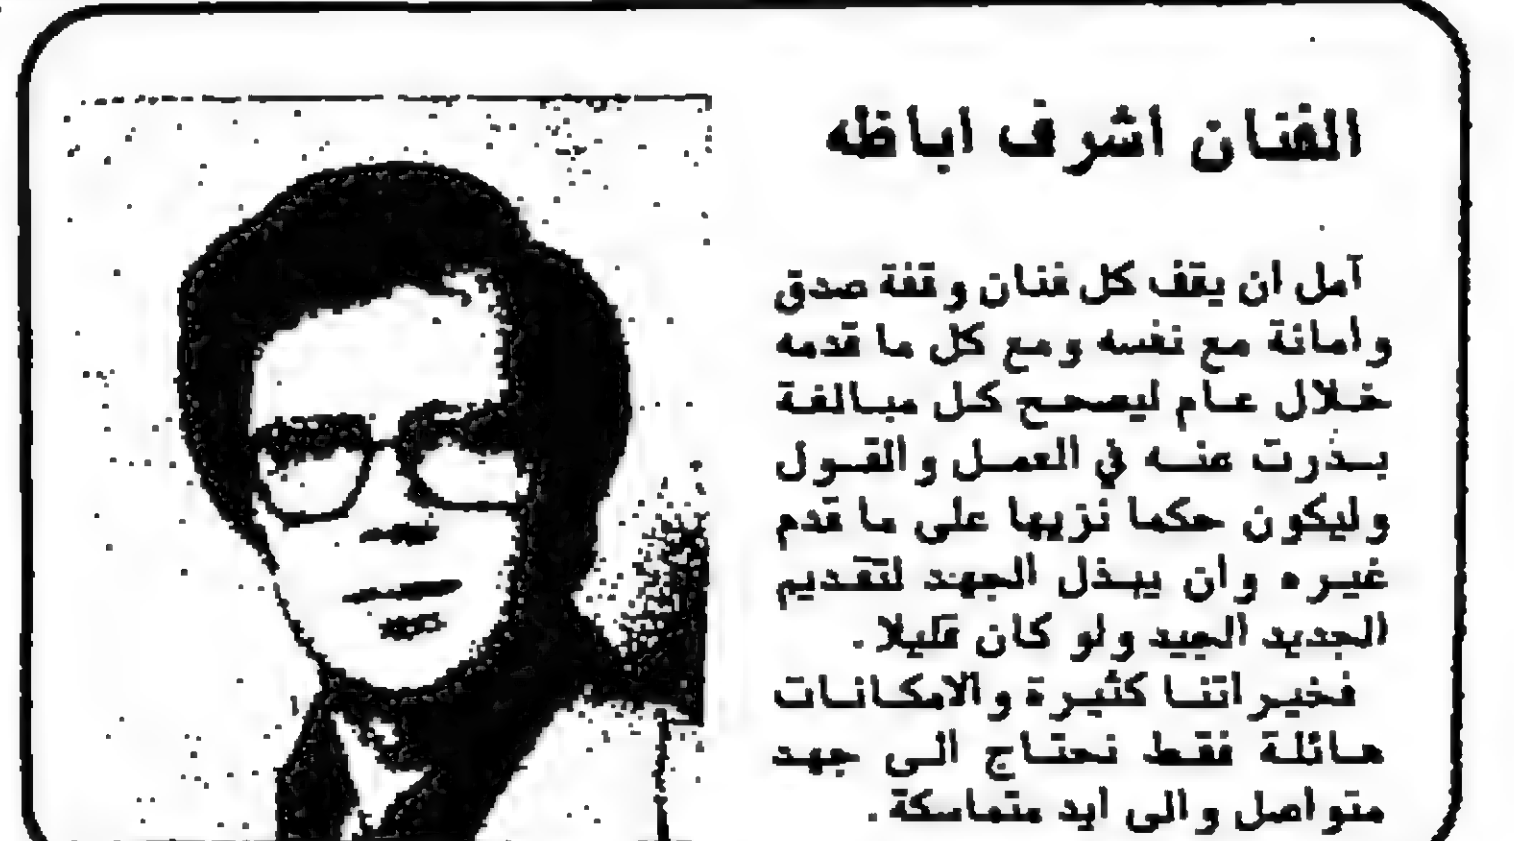 الفنان اشرف اباظه
آمل ان يقف كل فنان وقفة صدق
وامانة مع نفسه ومع كل ما قدمه
خلال عام ليصحح كل مبالغة
بدرت عنه في العمل والقول
وليكون حكما نزيها على ما قدم
غيره وان يبذل الجهد لتقديم
الجديد الجيد ولو كان قليلا .
فخيراتنا كثيرة والامكانات
هائلة فقط نحتاج الى جهد
متواصل والى ايد متماسكة .